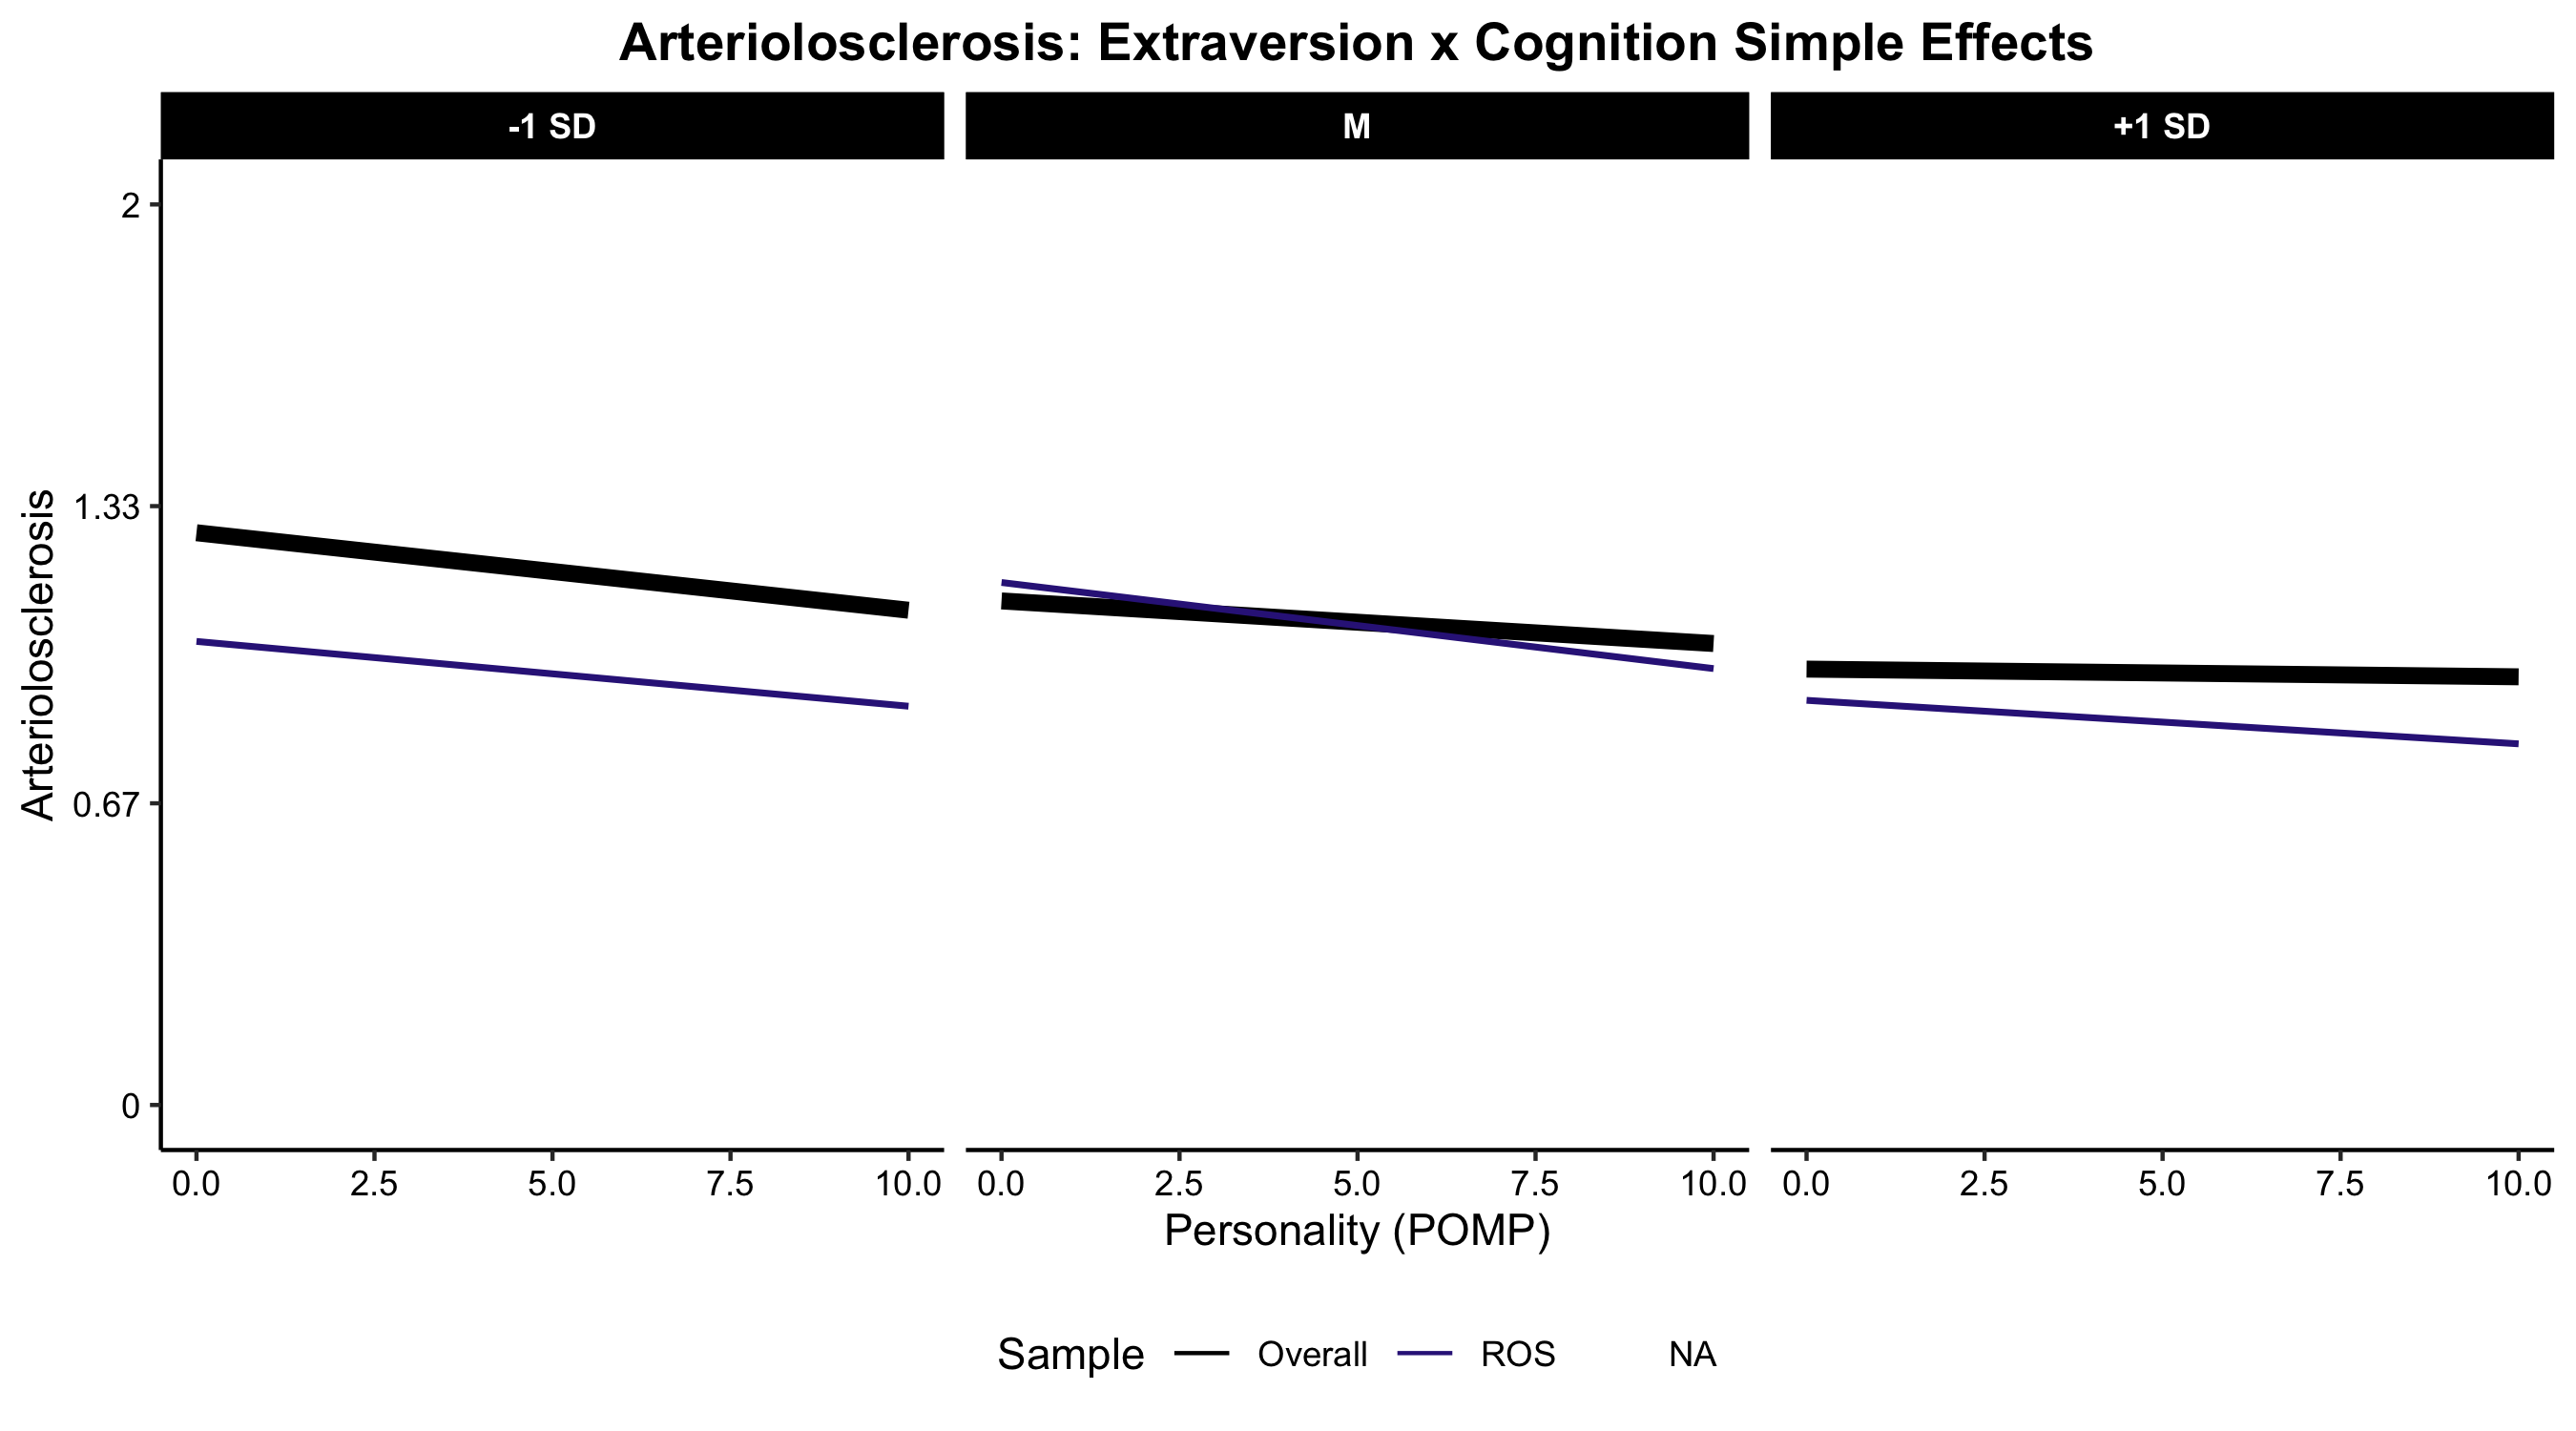 Arteriolosclerosis: Extraversion x Cognition Simple Effects
-1 SD
M
+1 SD
Arteriolosclerosis
2
1.33
0.67
0
0.0 2.5 5.0 7.5 10.0 0.0 2.5 5.0 7.5 10.0 0.0 2.5 5.0 7.5 10.0
Personality (POMP)
Sample Overall ROS NA